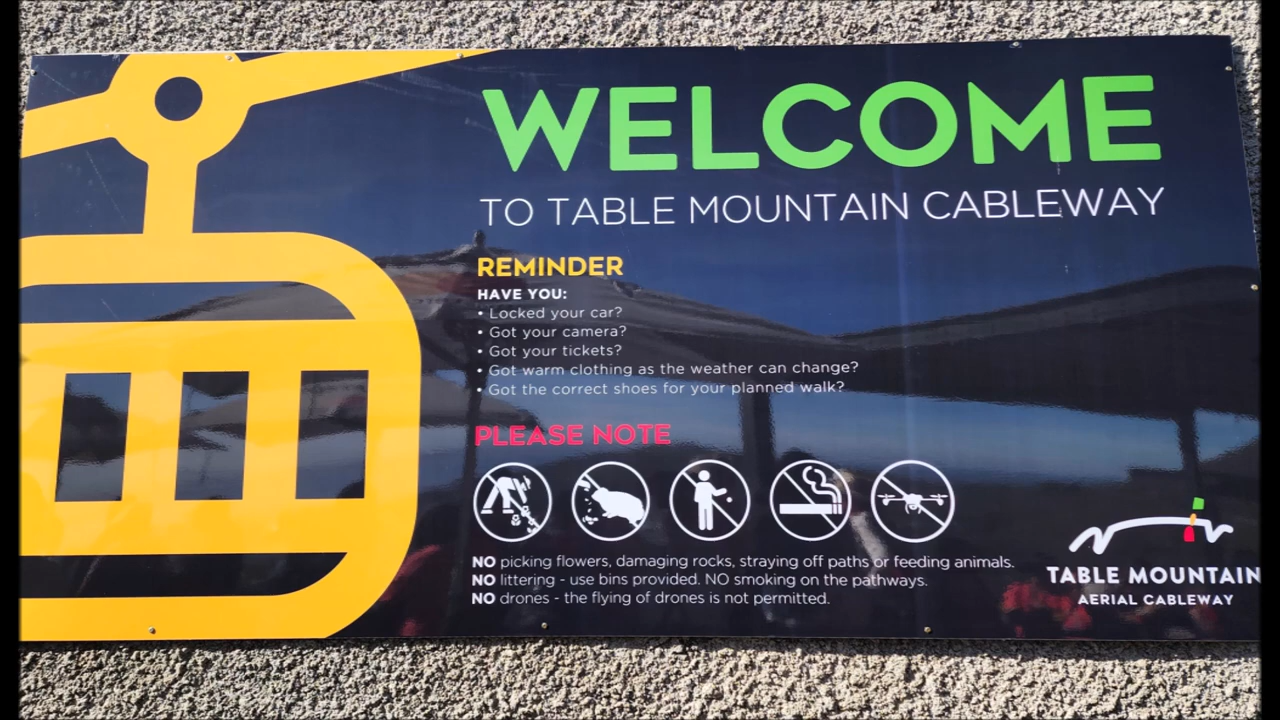 WELCOME
TO TABLE MOUNTAIN CABLEWAY
REMINDER
HAVE YOU:
• Locked your car?
• Got your camera?
• Got your tickets?
• Got warm clothing as the weather can change?
• Got the correct shoes for your planned walk?
PLEASE NOTE
NO picking flowers, damaging rocks, straying off paths or feeding animals.
NO littering - use bins provided. NO smoking on the pathways.
NO drones - the flying of drones is not permitted.
TABLE MOUNTAIN
AERIAL CABLEWAY